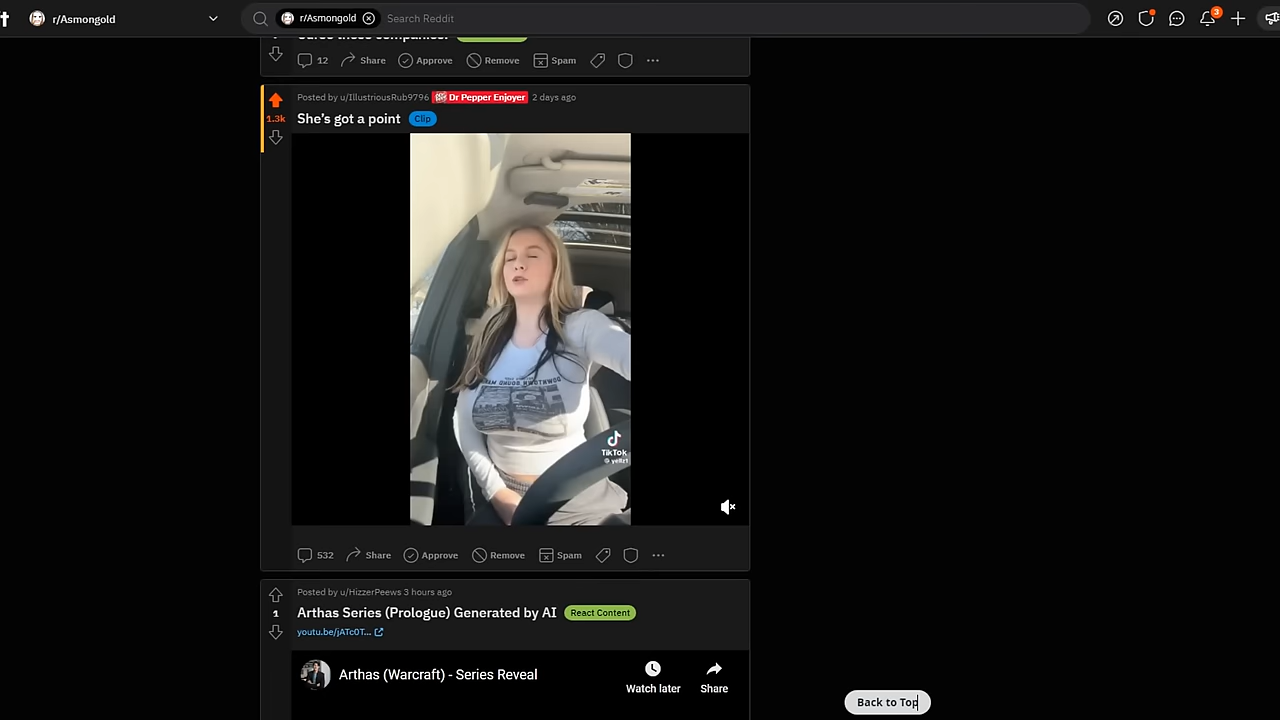 r/Asmongold
r/Asmongold
Search Reddit
3
12
Share
Approve
Remove
Spam
Posted by u/IllustriousRub9796
Dr Pepper Enjoyer
2 days ago
1.3k
She's got a point
Clip
DOWNTOWN SOUND
TikTok
532
Share
Approve
Remove
Spam
Posted by u/HizzerPeews 3 hours ago
1
Arthas Series (Prologue) Generated by AI
React Content
youtu.be/jATc0T...
Arthas (Warcraft) - Series Reveal
Watch later
Share
Back to Top